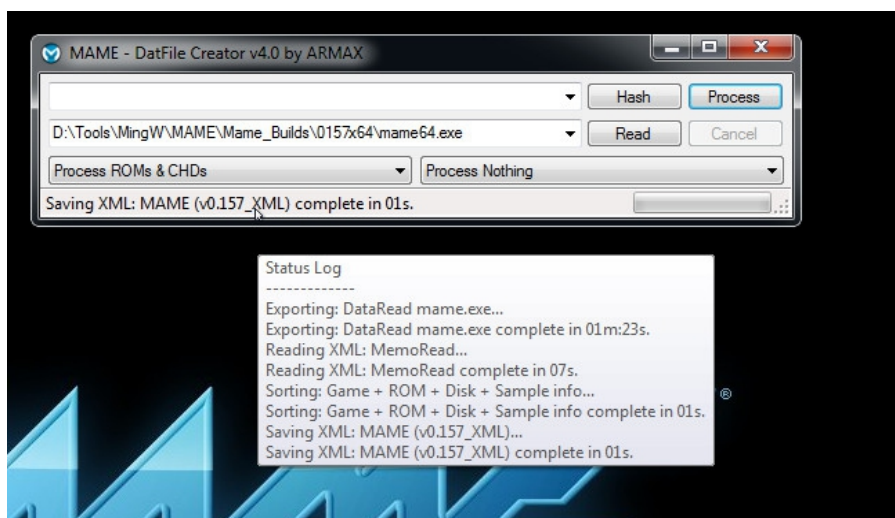 MAME - DatFile Creator v4.0 by ARMAX
Hash
Process
D:\Tools\MingW\MAME\Mame_Builds\0157x64\mame64.exe
Read
Cancel
Process ROMs & CHDs
Process Nothing
Saving XML: MAME (v0.157_XML) complete in 01s.
Status Log
-------------
Exporting: DataRead mame.exe...
Exporting: DataRead mame.exe complete in 01m:23s.
Reading XML: MemoRead...
Reading XML: MemoRead complete in 07s.
Sorting: Game + ROM + Disk + Sample info...
Sorting: Game + ROM + Disk + Sample info complete in 01s.
Saving XML: MAME (v0.157_XML)...
Saving XML: MAME (v0.157_XML) complete in 01s.
®